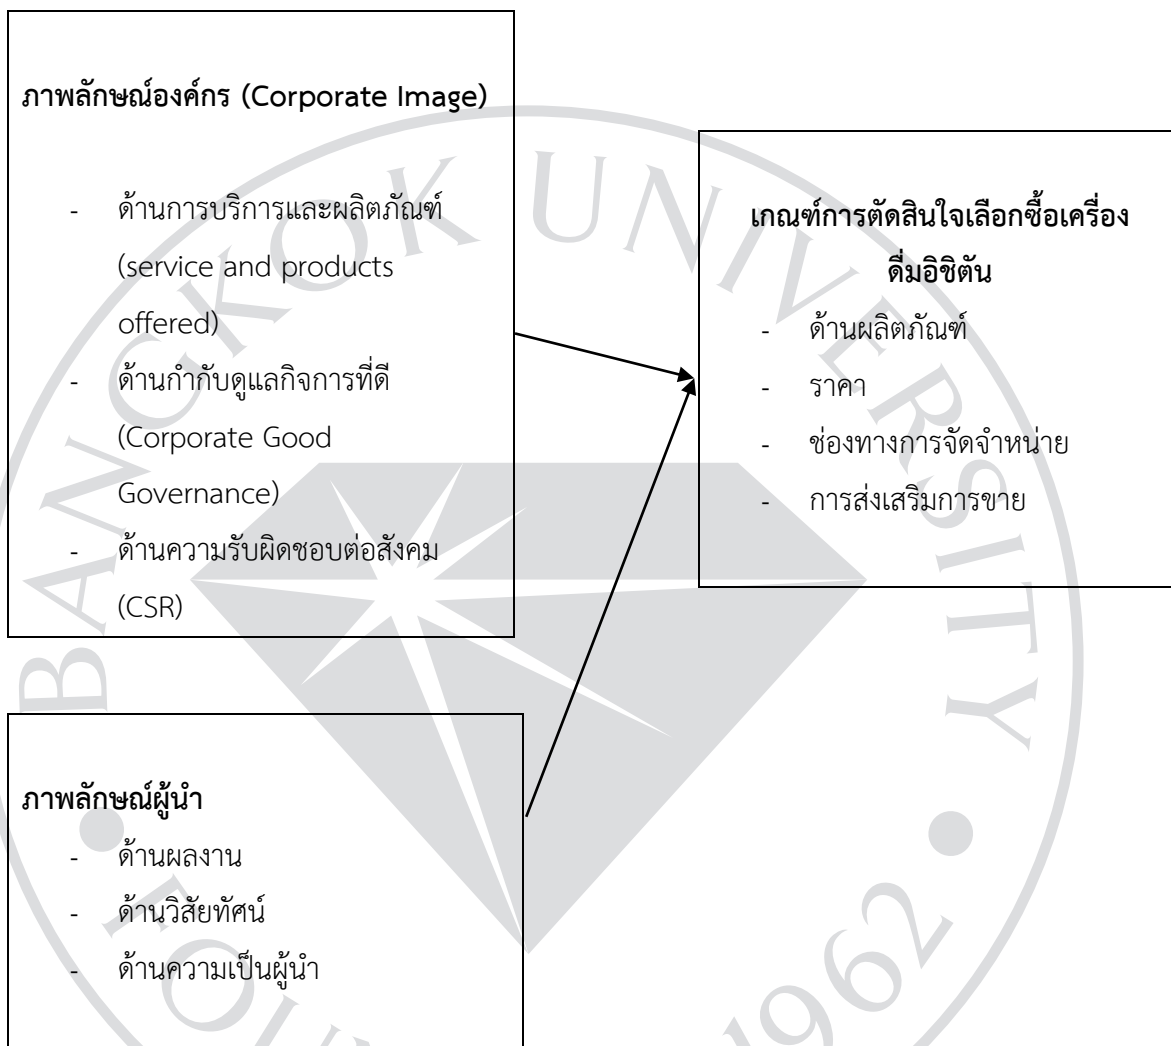 ภาพลักษณ์องค์กร (Corporate Image)
- ด้านการบริการและผลิตภัณฑ์
(service and products
offered)
- ด้านกำกับดูแลกิจการที่ดี
(Corporate Good
Governance)
- ด้านความรับผิดชอบต่อสังคม
(CSR)
เกณฑ์การตัดสินใจเลือกซื้อเครื่อง
ดื่มอิชิตัน
- ด้านผลิตภัณฑ์
- ราคา
- ช่องทางการจัดจำหน่าย
- การส่งเสริมการขาย
ภาพลักษณ์ผู้นำ
- ด้านผลงาน
- ด้านวิสัยทัศน์
- ด้านความเป็นผู้นำ
BANGKOK UNIVERSITY
1962